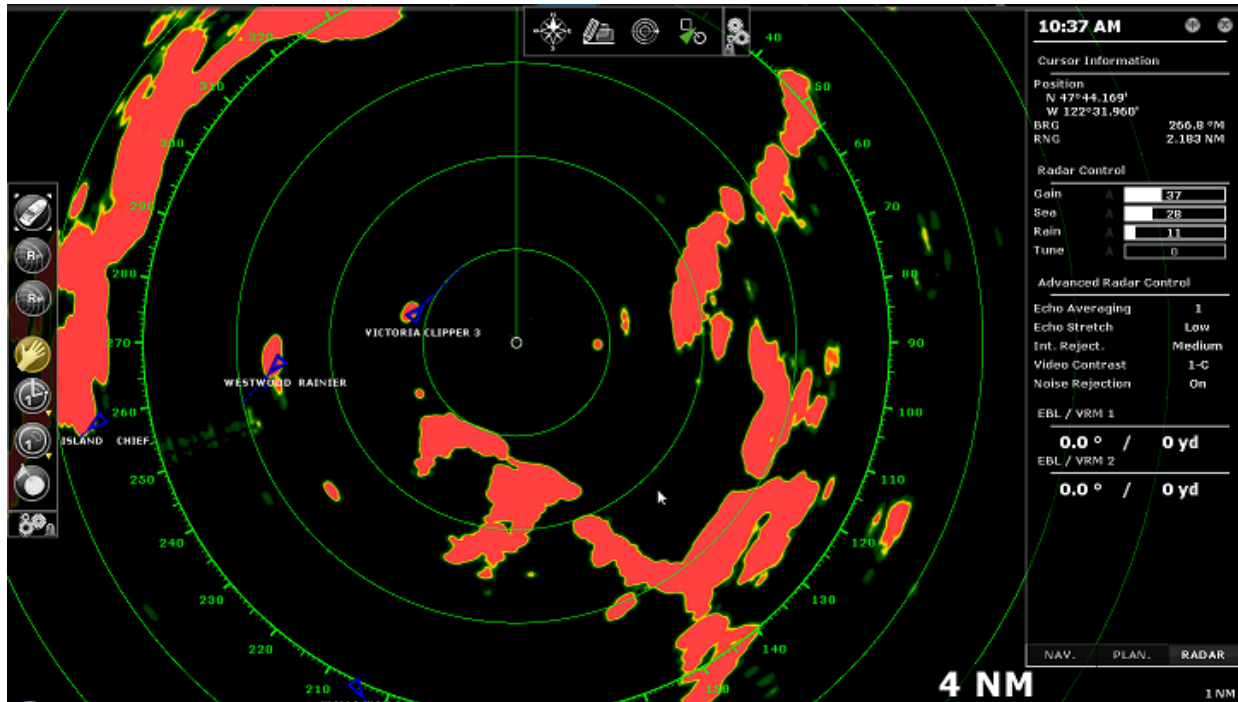 10:37 AM
Cursor Information
Position
N 47°44.169'
W 122°31.960'
BRG 266.8 °M
RNG 2.183 NM
Radar Control
Gain A 37
Sea A 28
Rain A 11
Tune A 0
Advanced Radar Control
Echo Averaging 1
Echo Stretch Low
Int. Reject. Medium
Video Contrast 1-C
Noise Rejection On
EBL / VRM 1
0.0 ° / 0 yd
EBL / VRM 2
0.0 ° / 0 yd
NAV. PLAN. RADAR
4 NM
1 NM
320
40
310
50
300
60
290
70
280
80
270
90
260
100
250
110
240
120
230
130
220
140
210
150
VICTORIA CLIPPER 3
WESTWOOD RAINIER
ISLAND CHIEF
N
S
R-
R+
1
1